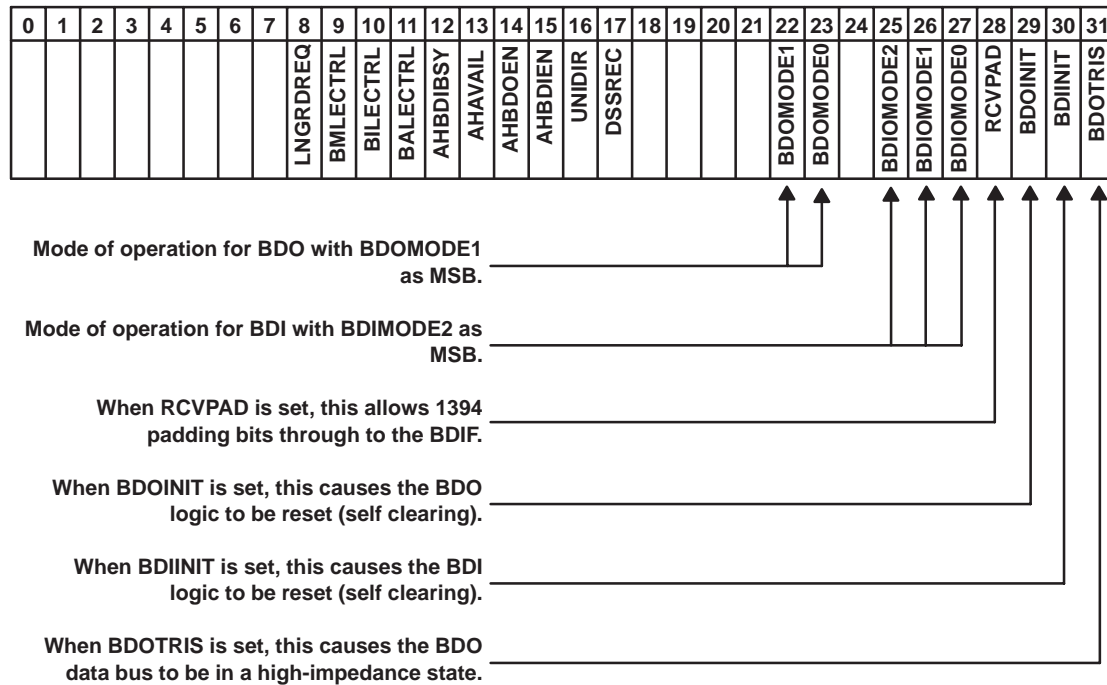 0 1 2 3 4 5 6 7 8 9 10 11 12 13 14 15 16 17 18 19 20 21 22 23 24 25 26 27 28 29 30 31
LNGRDREQ
BMLECTRL
BILECTRL
BALECTRL
AHBDIBSY
AHAVAIL
AHBDOEN
AHBDIEN
UNIDIR
DSSREC
BDOMODE1
BDOMODE0
BDIOMODE2
BDIOMODE1
BDIOMODE0
RCVPAD
BDOINIT
BDIINIT
BDOTRIS
Mode of operation for BDO with BDOMODE1
as MSB.
Mode of operation for BDI with BDIMODE2 as
MSB.
When RCVPAD is set, this allows 1394
padding bits through to the BDIF.
When BDOINIT is set, this causes the BDO
logic to be reset (self clearing).
When BDIINIT is set, this causes the BDI
logic to be reset (self clearing).
When BDOTRIS is set, this causes the BDO
data bus to be in a high-impedance state.